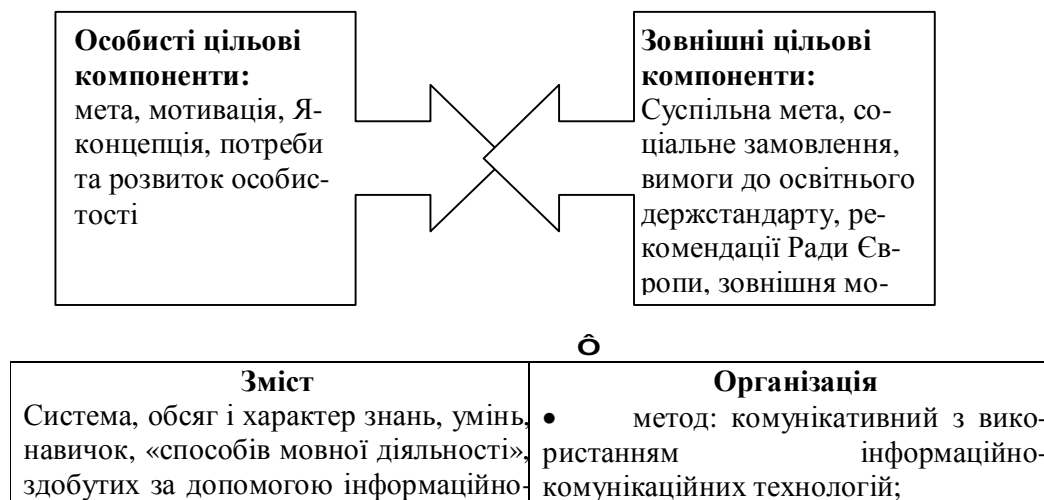 Особисті цільові
компоненти:
мета, мотивація, Я-
концепція, потреби
та розвиток особис-
тості
Зовнішні цільові
компоненти:
Суспільна мета, со-
ціальне замовлення,
вимоги до освітнього
держстандарту, ре-
комендації Ради Єв-
ропи, зовнішня мо-
Ô
Зміст
Система, обсяг і характер знань, умінь,
навичок, «способів мовної діяльності»,
здобутих за допомогою інформаційно-
Організація
• метод: комунікативний з вико-
ристанням інформаційно-
комунікаційних технологій;